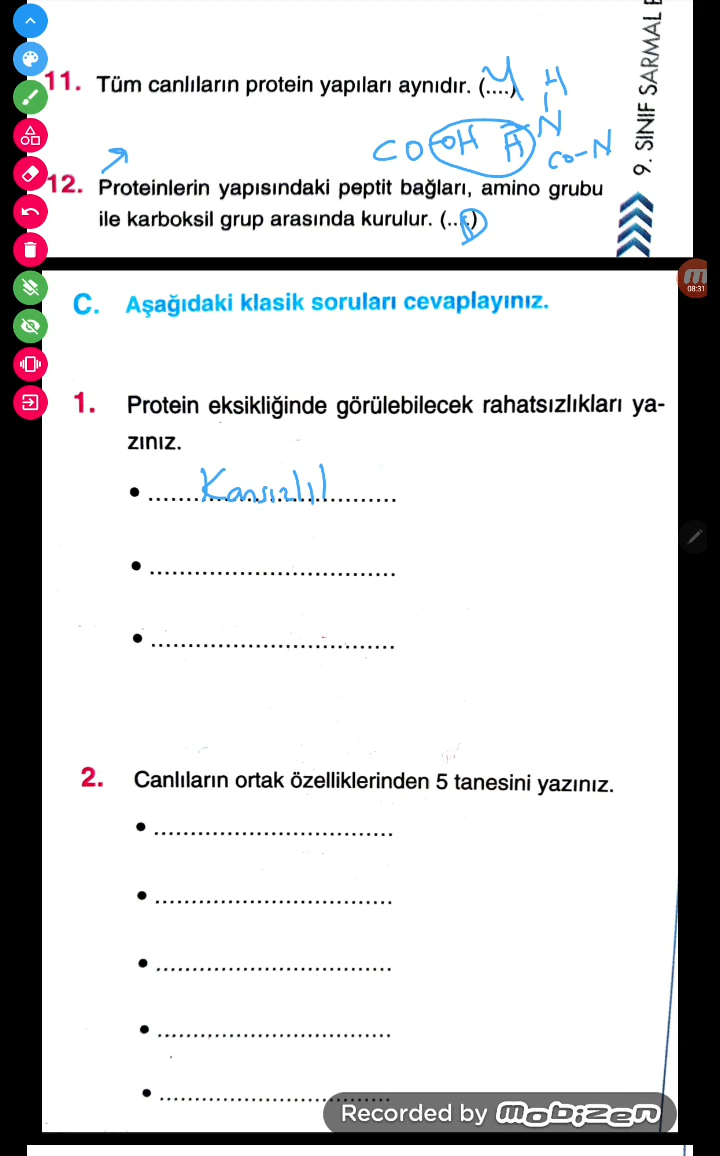 9. SINIF SARMAL
11. Tüm canlıların protein yapıları aynıdır. (....) Y
H
N
COOH H
CO-N
12. Proteinlerin yapısındaki peptit bağları, amino grubu
ile karboksil grup arasında kurulur. (....) D
08:31
C. Aşağıdaki klasik soruları cevaplayınız.
1. Protein eksikliğinde görülebilecek rahatsızlıkları ya-
zınız.
• Kansızlıl
• ..................................
• ..................................
2. Canlıların ortak özelliklerinden 5 tanesini yazınız.
• ..................................
• ..................................
• ..................................
• ..................................
• ..................................
Recorded by Mobizen